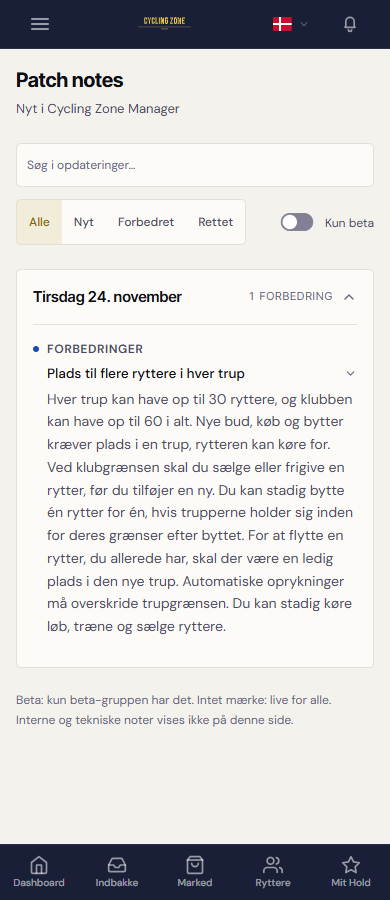 CYCLING ZONE
Patch notes
Nyt i Cycling Zone Manager
Søg i opdateringer...
Alle Nyt Forbedret Rettet Kun beta
Tirsdag 24. november 1 FORBEDRING
FORBEDRINGER
Plads til flere ryttere i hver trup
Hver trup kan have op til 30 ryttere, og klubben
kan have op til 60 i alt. Nye bud, køb og bytter
kræver plads i en trup, rytteren kan køre for.
Ved klubgrænsen skal du sælge eller frigive en
rytter, før du tilføjer en ny. Du kan stadig bytte
én rytter for én, hvis trupperne holder sig inden
for deres grænser efter byttet. For at flytte en
rytter, du allerede har, skal der være en ledig
plads i den nye trup. Automatiske oprykninger
må overskride trupgrænsen. Du kan stadig køre
løb, træne og sælge ryttere.
Beta: kun beta-gruppen har det. Intet mærke: live for alle.
Interne og tekniske noter vises ikke på denne side.
Dashboard Indbakke Marked Ryttere Mit Hold